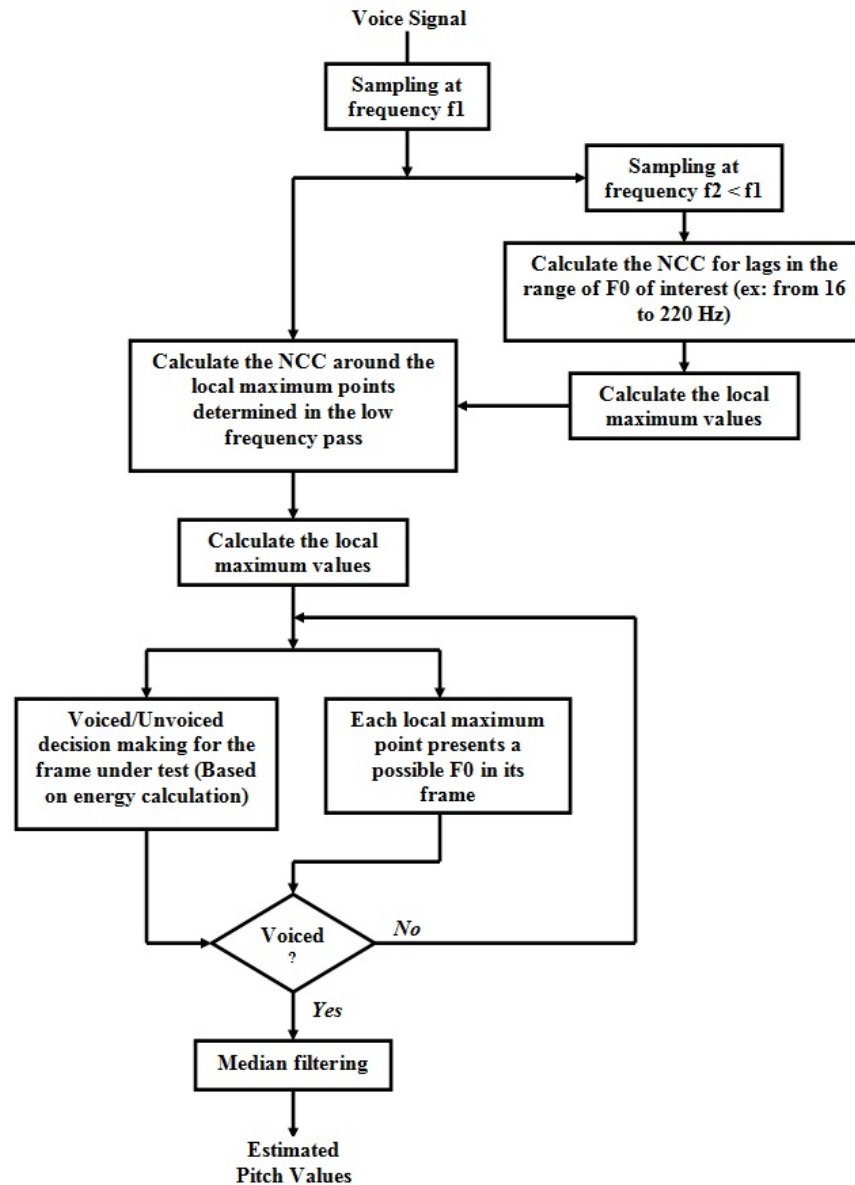 Voice Signal
Sampling at
frequency f1
Sampling at
frequency f2 < f1
Calculate the NCC for lags in the
range of F0 of interest (ex: from 16
to 220 Hz)
Calculate the local
maximum values
Calculate the NCC around the
local maximum points
determined in the low
frequency pass
Calculate the local
maximum values
Voiced/Unvoiced
decision making for the
frame under test (Based
on energy calculation)
Each local maximum
point presents a
possible F0 in its
frame
Voiced
?
No
Yes
Median filtering
Estimated
Pitch Values